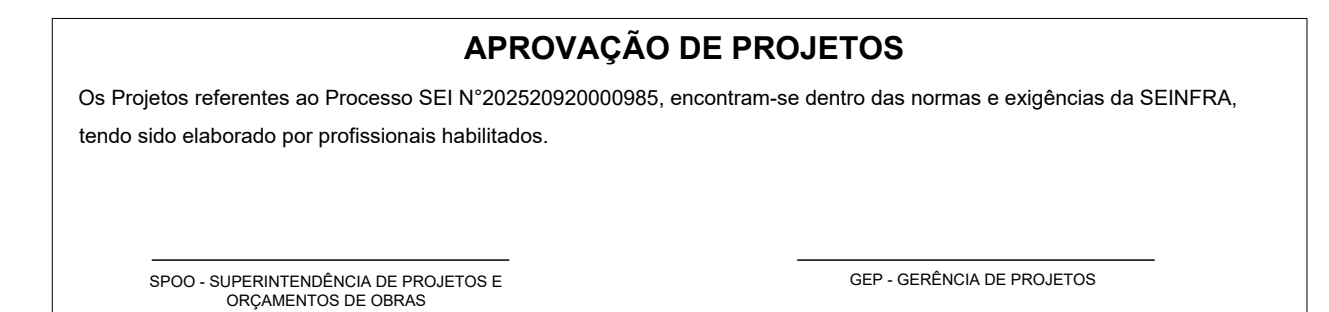 APROVAÇÃO DE PROJETOS
Os Projetos referentes ao Processo SEI N°202520920000985, encontram-se dentro das normas e exigências da SEINFRA,
tendo sido elaborado por profissionais habilitados.
SPOO - SUPERINTENDÊNCIA DE PROJETOS E
ORÇAMENTOS DE OBRAS
GEP - GERÊNCIA DE PROJETOS